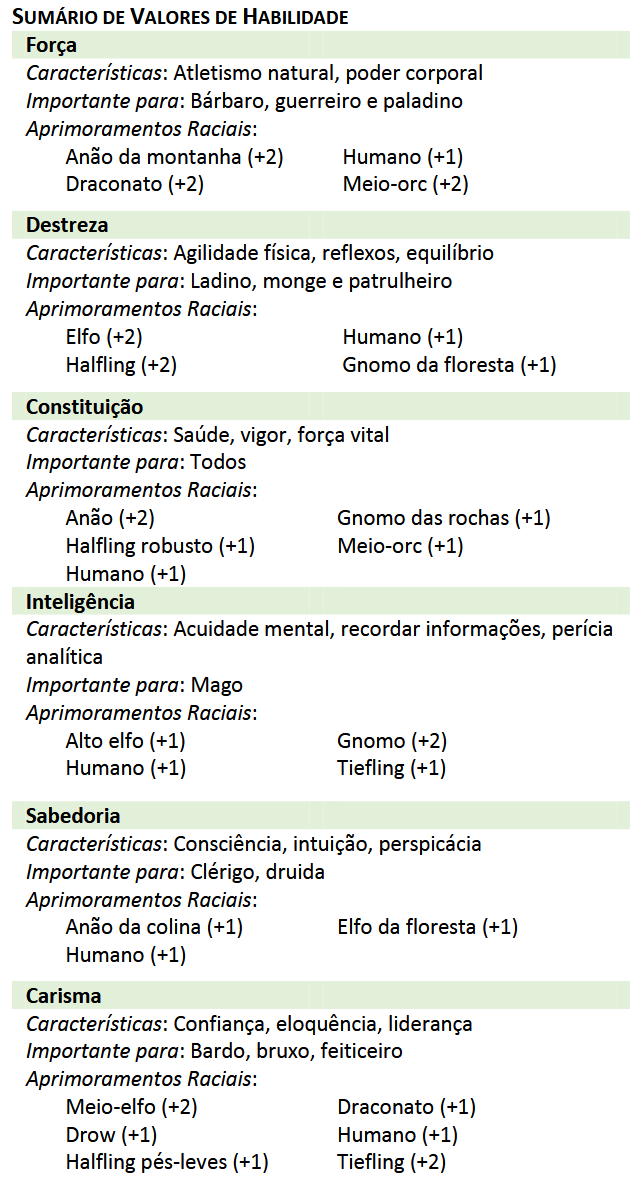 SUMÁRIO DE VALORES DE HABILIDADE
Força
Características: Atletismo natural, poder corporal
Importante para: Bárbaro, guerreiro e paladino
Aprimoramentos Raciais:
Anão da montanha (+2) Humano (+1)
Draconato (+2) Meio-orc (+2)
Destreza
Características: Agilidade física, reflexos, equilíbrio
Importante para: Ladino, monge e patrulheiro
Aprimoramentos Raciais:
Elfo (+2) Humano (+1)
Halfling (+2) Gnomo da floresta (+1)
Constituição
Características: Saúde, vigor, força vital
Importante para: Todos
Aprimoramentos Raciais:
Anão (+2) Gnomo das rochas (+1)
Halfling robusto (+1) Meio-orc (+1)
Humano (+1)
Inteligência
Características: Acuidade mental, recordar informações, perícia
analítica
Importante para: Mago
Aprimoramentos Raciais:
Alto elfo (+1) Gnomo (+2)
Humano (+1) Tiefling (+1)
Sabedoria
Características: Consciência, intuição, perspicácia
Importante para: Clérigo, druida
Aprimoramentos Raciais:
Anão da colina (+1) Elfo da floresta (+1)
Humano (+1)
Carisma
Características: Confiança, eloquência, liderança
Importante para: Bardo, bruxo, feiticeiro
Aprimoramentos Raciais:
Meio-elfo (+2) Draconato (+1)
Drow (+1) Humano (+1)
Halfling pés-leves (+1) Tiefling (+2)